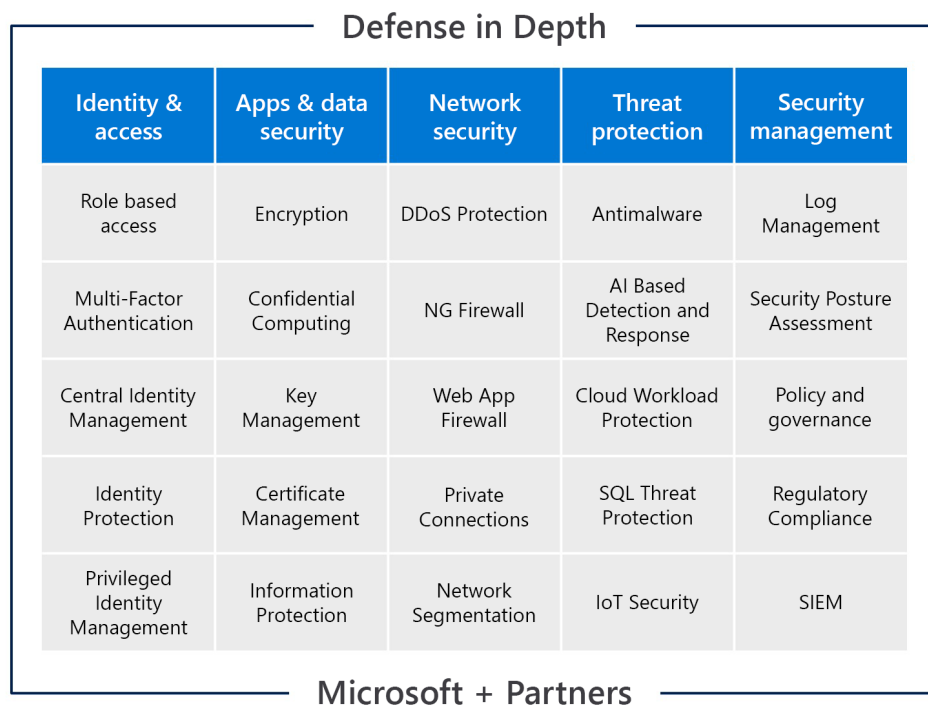 Defense in Depth
Identity &
access
Apps & data
security
Network
security
Threat
protection
Security
management
Role based
access
Encryption
DDoS Protection
Antimalware
Log
Management
Multi-Factor
Authentication
Confidential
Computing
NG Firewall
AI Based
Detection and
Response
Security Posture
Assessment
Central Identity
Management
Key
Management
Web App
Firewall
Cloud Workload
Protection
Policy and
governance
Identity
Protection
Certificate
Management
Private
Connections
SQL Threat
Protection
Regulatory
Compliance
Privileged
Identity
Management
Information
Protection
Network
Segmentation
IoT Security
SIEM
Microsoft + Partners